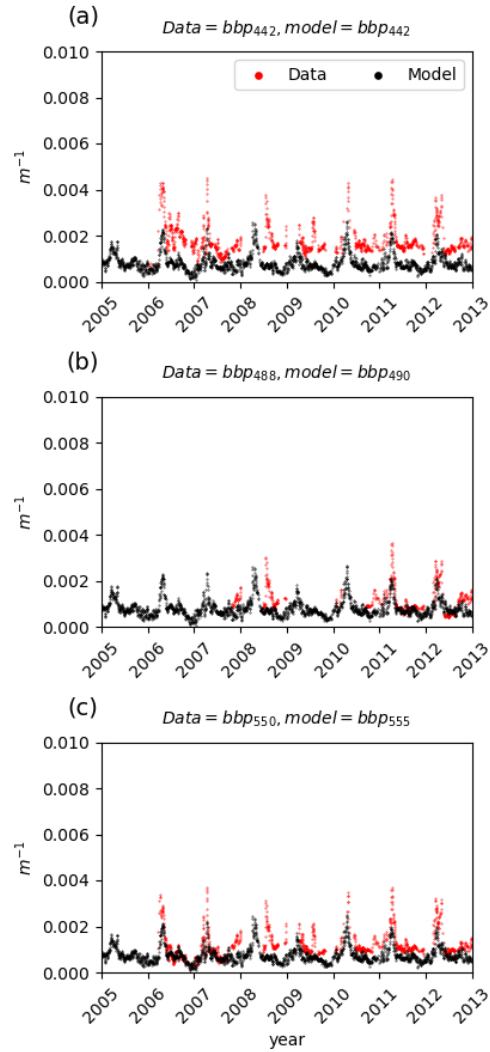 (a)
Data = bbp442, model = bbp442
0.010
0.008
0.006
0.004
0.002
0.000
m−1
Data
Model
2005 2006 2007 2008 2009 2010 2011 2012 2013
(b)
Data = bbp488, model = bbp490
0.010
0.008
0.006
0.004
0.002
0.000
m−1
2005 2006 2007 2008 2009 2010 2011 2012 2013
(c)
Data = bbp550, model = bbp555
0.010
0.008
0.006
0.004
0.002
0.000
m−1
2005 2006 2007 2008 2009 2010 2011 2012 2013
year